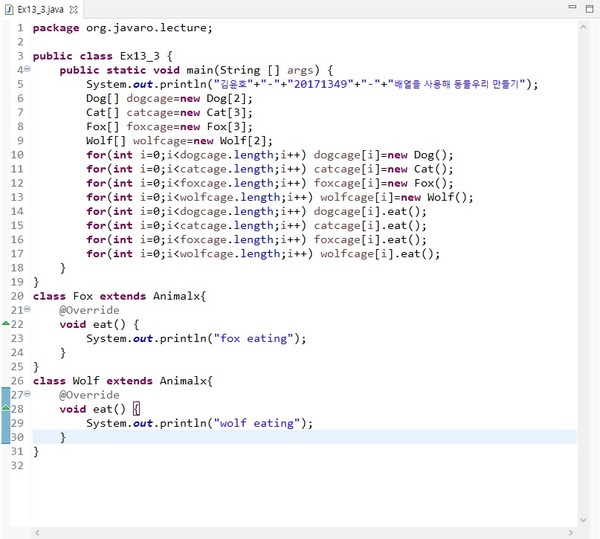 Ex13_3.java
1 package org.javaro.lecture;
2
3 public class Ex13_3 {
4 public static void main(String [] args) {
5 System.out.println("김윤호"+"-"+"20171349"+"-"+"배열을 사용해 동물우리 만들기");
6 Dog[] dogcage=new Dog[2];
7 Cat[] catcage=new Cat[3];
8 Fox[] foxcage=new Fox[3];
9 Wolf[] wolfcage=new Wolf[2];
10 for(int i=0;i<dogcage.length;i++) dogcage[i]=new Dog();
11 for(int i=0;i<catcage.length;i++) catcage[i]=new Cat();
12 for(int i=0;i<foxcage.length;i++) foxcage[i]=new Fox();
13 for(int i=0;i<wolfcage.length;i++) wolfcage[i]=new Wolf();
14 for(int i=0;i<dogcage.length;i++) dogcage[i].eat();
15 for(int i=0;i<catcage.length;i++) catcage[i].eat();
16 for(int i=0;i<foxcage.length;i++) foxcage[i].eat();
17 for(int i=0;i<wolfcage.length;i++) wolfcage[i].eat();
18 }
19 }
20 class Fox extends Animalx{
21 @Override
22 void eat() {
23 System.out.println("fox eating");
24 }
25 }
26 class Wolf extends Animalx{
27 @Override
28 void eat() {
29 System.out.println("wolf eating");
30 }
31 }
32